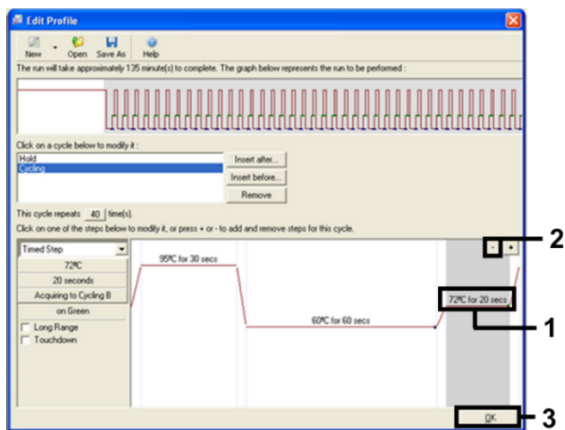 Edit Profile
New Open Save As Help
The run will take approximately 135 minute(s) to complete. The graph below represents the run to be performed :
Click on a cycle below to modify it :
Hold
Cycling
Insert after...
Insert before...
Remove
This cycle repeats 40 time(s).
Click on one of the steps below to modify it, or press + or - to add and remove steps for this cycle.
Timed Step
- +
2
72ºC
20 seconds
Acquiring to Cycling B
on Green
Long Range
Touchdown
95ºC for 30 secs
60ºC for 60 secs
72ºC for 20 secs
1
OK
3